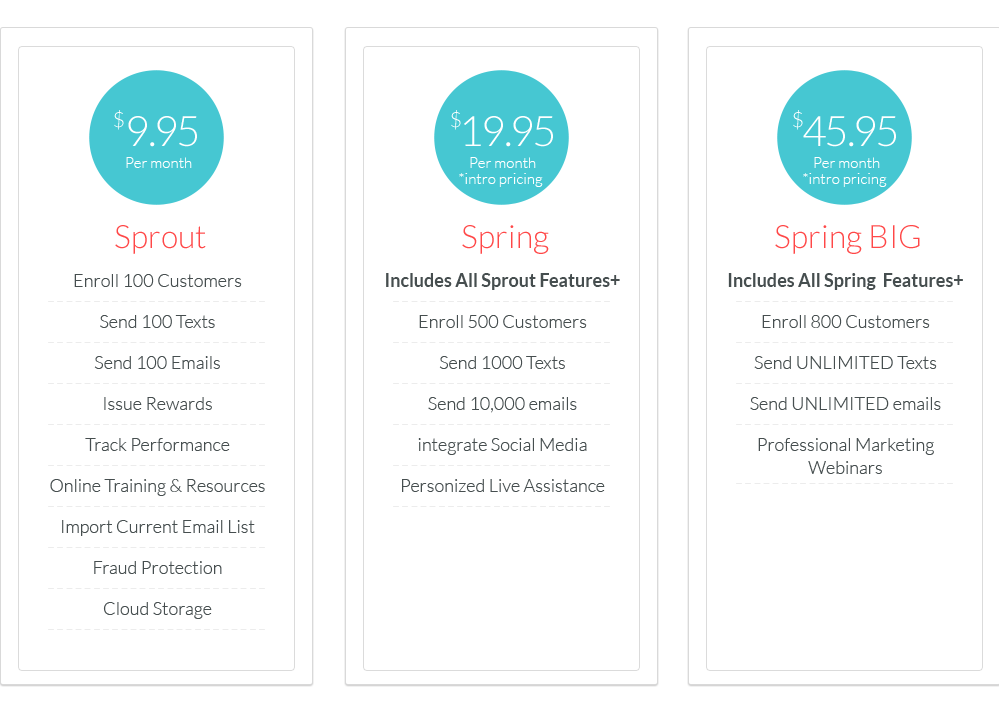 $9.95
Per month
Sprout
Enroll 100 Customers
Send 100 Texts
Send 100 Emails
Issue Rewards
Track Performance
Online Training & Resources
Import Current Email List
Fraud Protection
Cloud Storage
$19.95
Per month
*intro pricing
Spring
Includes All Sprout Features+
Enroll 500 Customers
Send 1000 Texts
Send 10,000 emails
integrate Social Media
Personized Live Assistance
$45.95
Per month
*intro pricing
Spring BIG
Includes All Spring  Features+
Enroll 800 Customers
Send UNLIMITED Texts
Send UNLIMITED emails
Professional Marketing
Webinars